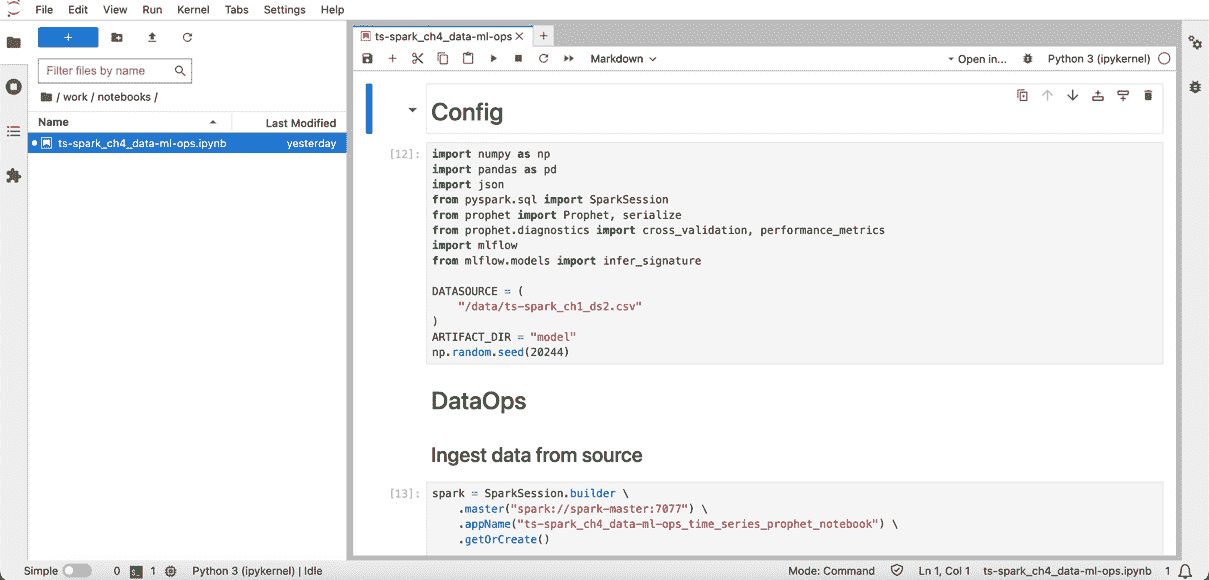 File Edit View Run Kernel Tabs Settings Help
+
Filter files by name
/ work / notebooks /
Name Last Modified
ts-spark_ch4_data-ml-ops.ipynb yesterday
ts-spark_ch4_data-ml-ops × +
Markdown Open in... Python 3 (ipykernel)
Config
[12]:
import numpy as np
import pandas as pd
import json
from pyspark.sql import SparkSession
from prophet import Prophet, serialize
from prophet.diagnostics import cross_validation, performance_metrics
import mlflow
from mlflow.models import infer_signature
DATASOURCE = (
"/data/ts-spark_ch1_ds2.csv"
)
ARTIFACT_DIR = "model"
np.random.seed(20244)
DataOps
Ingest data from source
[13]:
spark = SparkSession.builder \
.master("spark://spark-master:7077") \
.appName("ts-spark_ch4_data-ml-ops_time_series_prophet_notebook") \
.getOrCreate()
Simple 0 1 Python 3 (ipykernel) | Idle Mode: Command Ln 1, Col 1 ts-spark_ch4_data-ml-ops.ipynb 1